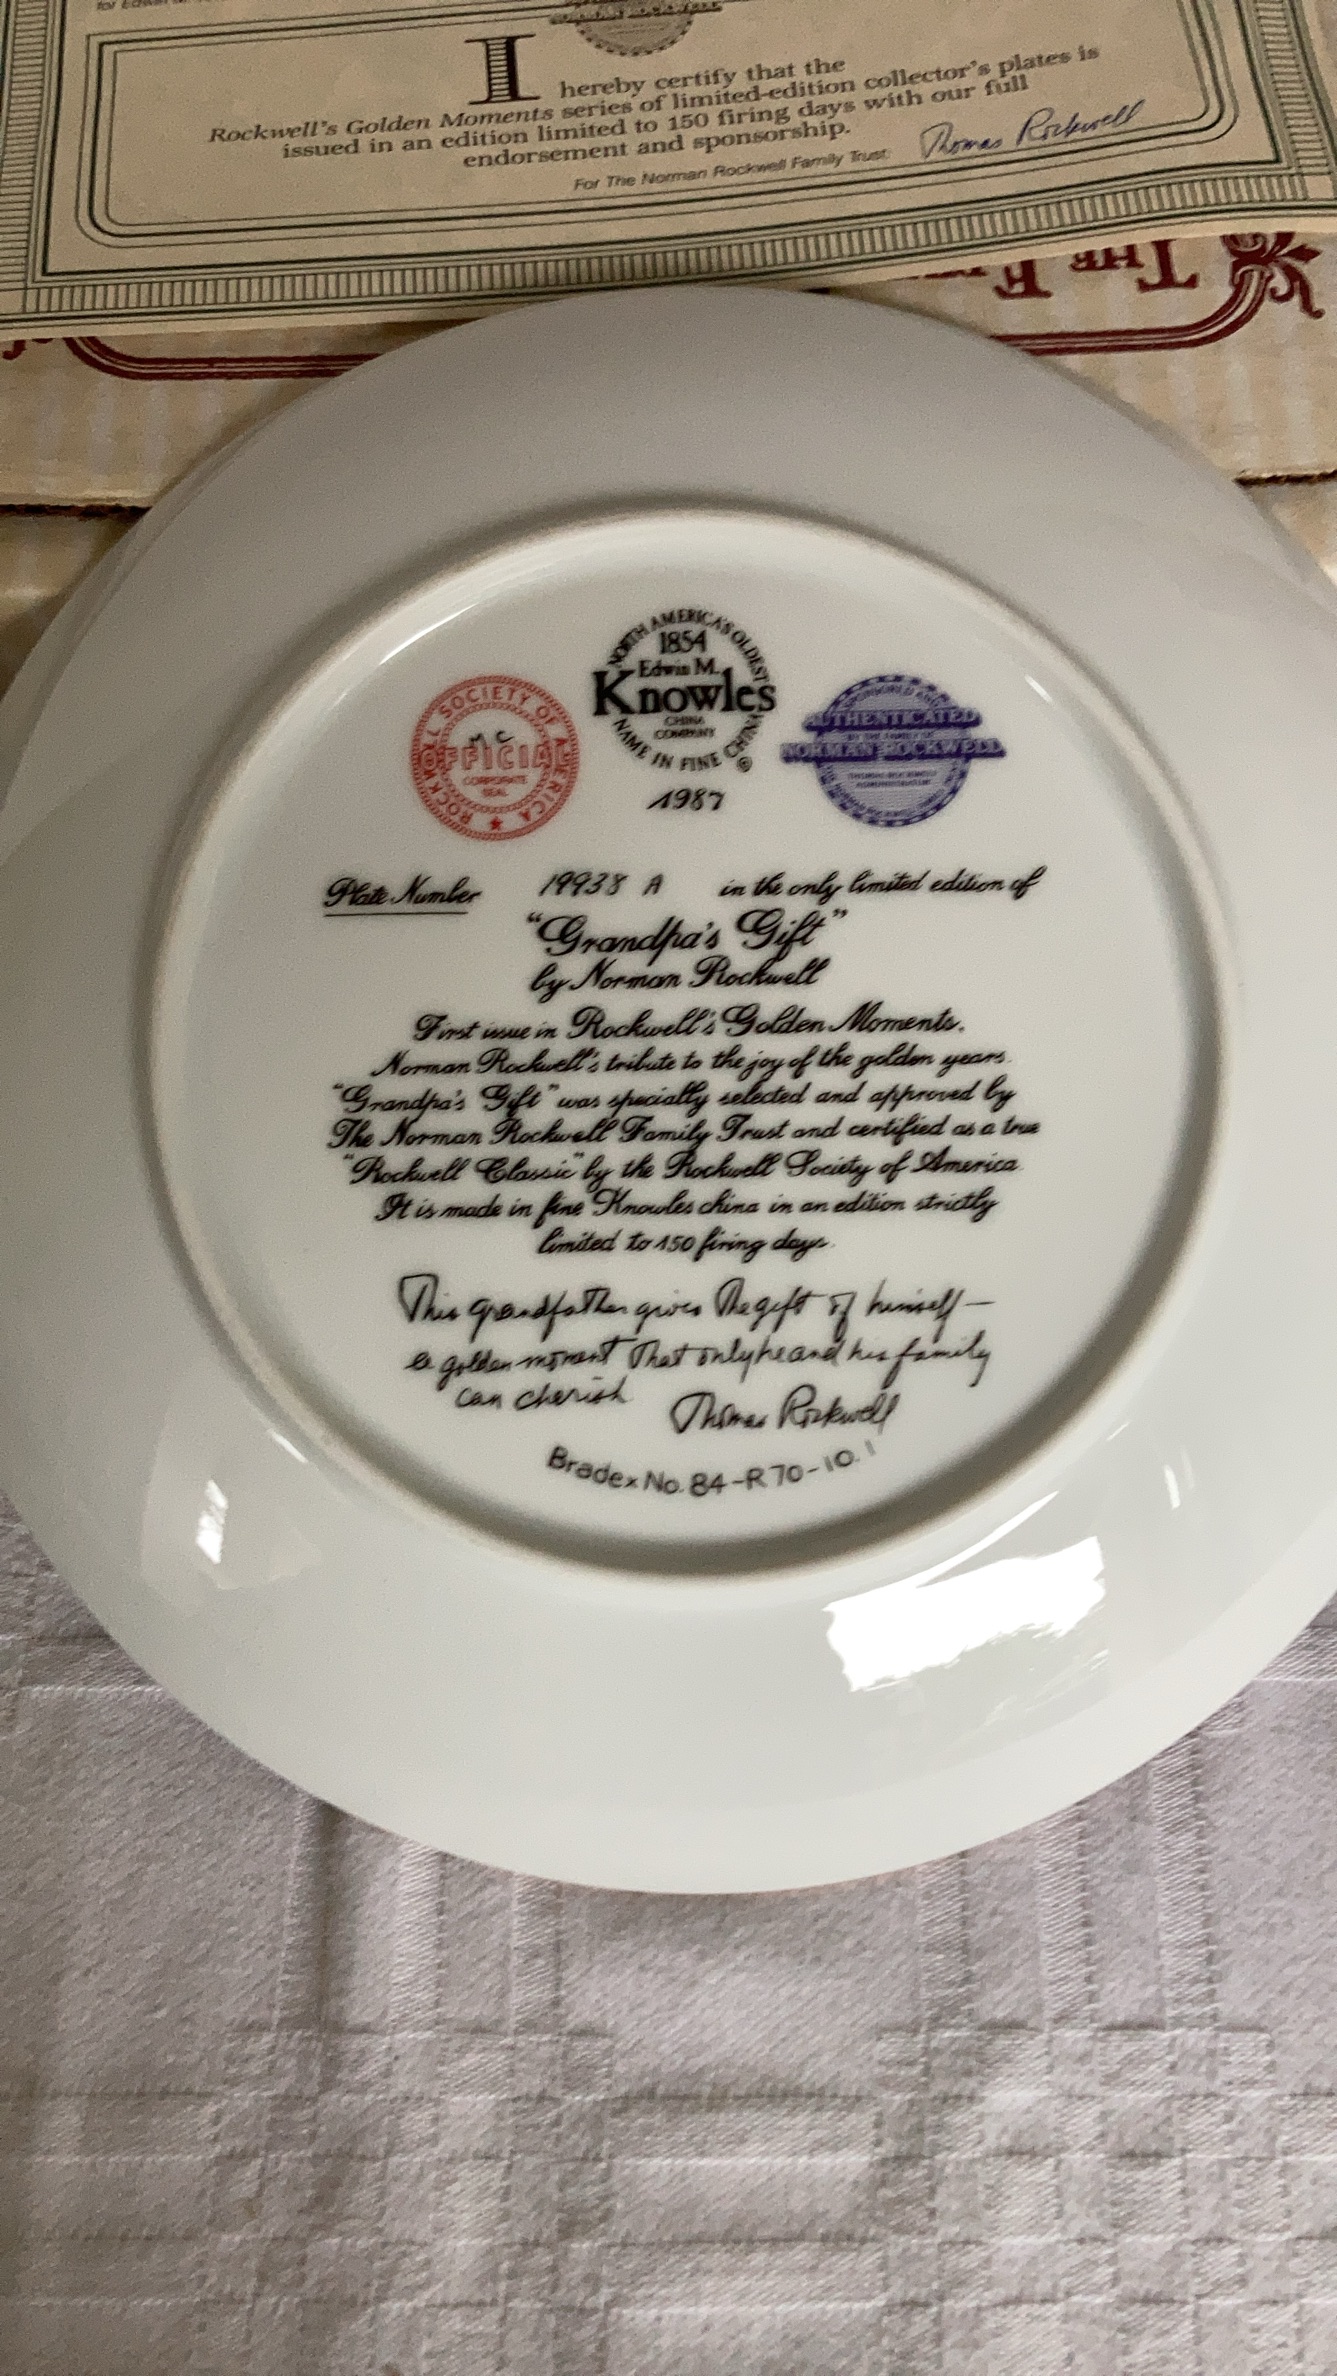 I
hereby certify that the
Rockwell's Golden Moments series of limited-edition collector's plates is
issued in an edition limited to 150 firing days with our full
endorsement and sponsorship.
For The Norman Rockwell Family Trust: Thomas Rockwell
THE
NORTH AMERICA'S OLDEST
1854
Edwin M.
Knowles
CHINA
COMPANY
NAME IN FINE CHINA
1987
ROCKWELL SOCIETY OF AMERICA
OFFICIAL
CORPORATE
SEAL
AUTHENTICATED
NORMAN ROCKWELL
Plate Number 19938 A in the only limited edition of
"Grandpa's Gift"
by Norman Rockwell
First issue in Rockwell's Golden Moments.
Norman Rockwell's tribute to the joy of the golden years.
"Grandpa's Gift" was specially selected and approved by
The Norman Rockwell Family Trust and certified as a true
"Rockwell Classic" by the Rockwell Society of America.
It is made in fine Knowles china in an edition strictly
limited to 150 firing days.
This grandfather gives the gift of himself—
a golden moment that only he and his family
can cherish Thomas Rockwell
Bradex No. 84-R70-10.1